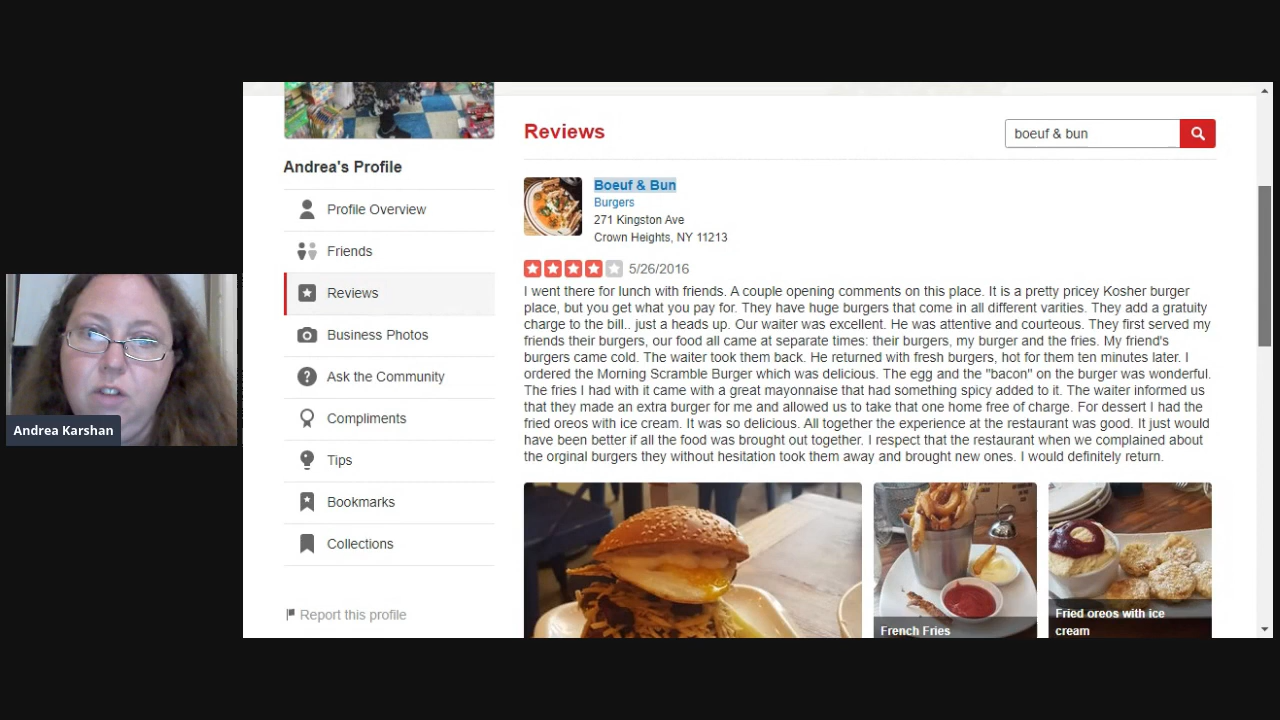 Reviews
boeuf & bun
Andrea's Profile
Profile Overview
Friends
Reviews
Business Photos
Ask the Community
Compliments
Tips
Bookmarks
Collections
Report this profile
Boeuf & Bun
Burgers
271 Kingston Ave
Crown Heights, NY 11213
5/26/2016
I went there for lunch with friends. A couple opening comments on this place. It is a pretty pricey Kosher burger
place, but you get what you pay for. They have huge burgers that come in all different varities. They add a gratuity
charge to the bill.. just a heads up. Our waiter was excellent. He was attentive and courteous. They first served my
friends their burgers, our food all came at separate times: their burgers, my burger and the fries. My friend's
burgers came cold. The waiter took them back. He returned with fresh burgers, hot for them ten minutes later. I
ordered the Morning Scramble Burger which was delicious. The egg and the "bacon" on the burger was wonderful.
The fries I had with it came with a great mayonnaise that had something spicy added to it. The waiter informed us
that they made an extra burger for me and allowed us to take that one home free of charge. For dessert I had the
fried oreos with ice cream. It was so delicious. All together the experience at the restaurant was good. It just would
have been better if all the food was brought out together. I respect that the restaurant when we complained about
the orginal burgers they without hesitation took them away and brought new ones. I would definitely return.
French Fries
Fried oreos with ice
cream
Andrea Karshan